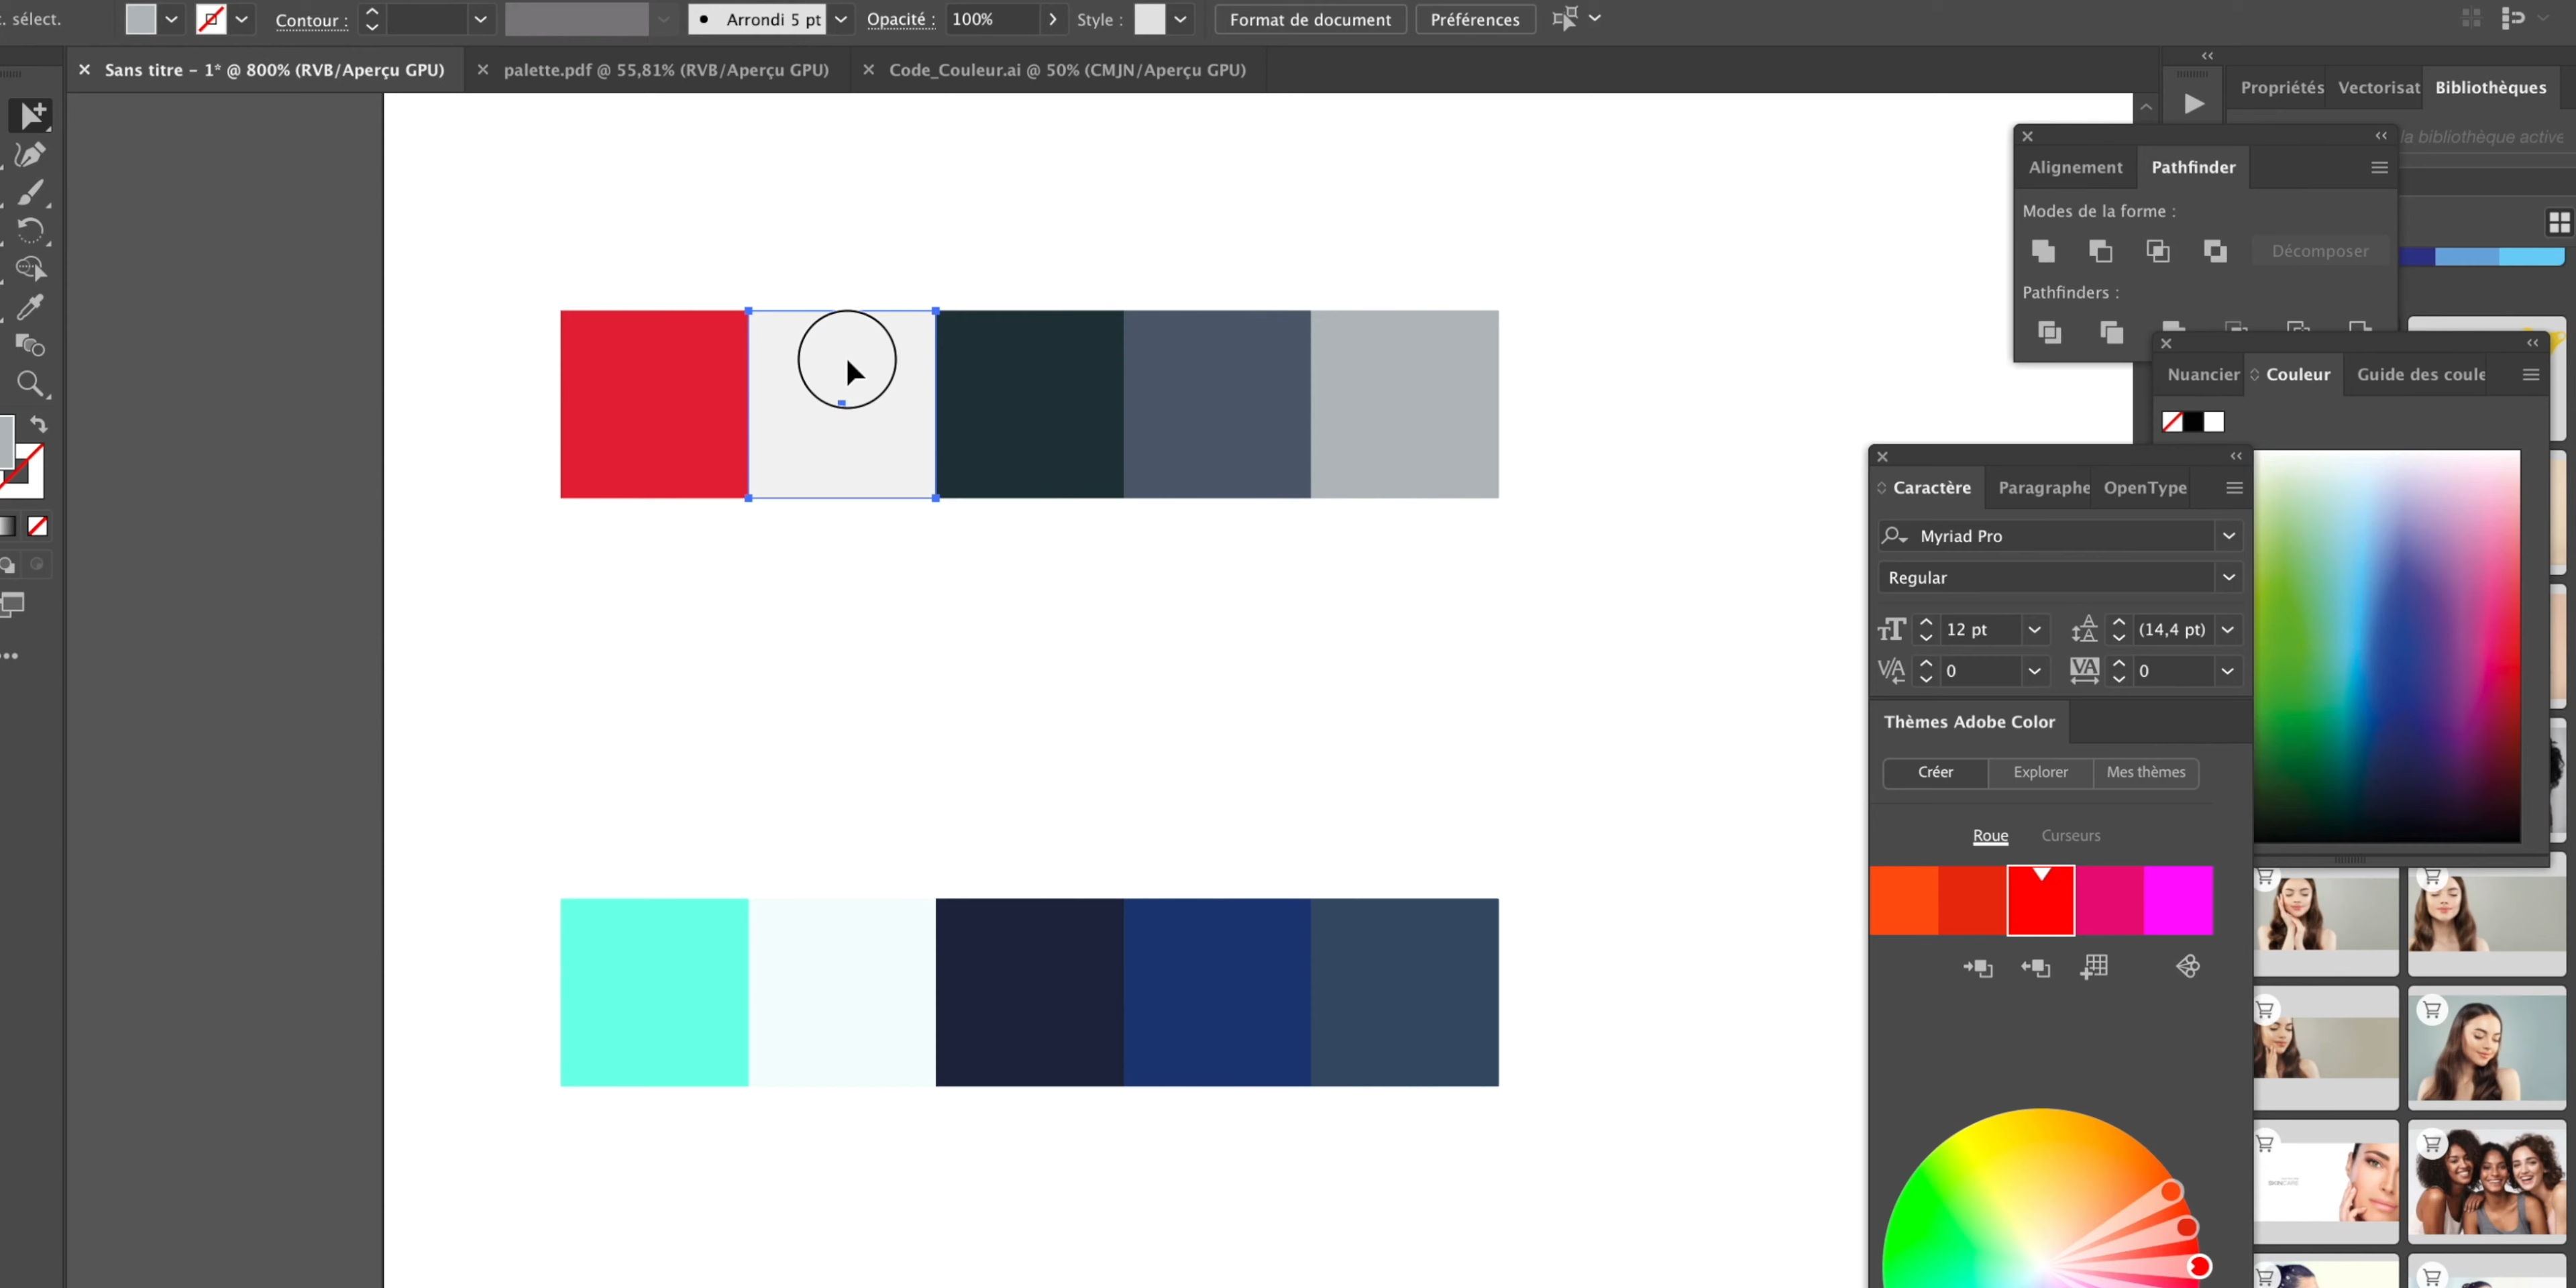 . sélect.
Contour :
Arrondi 5 pt
Opacité :
100%
Style :
Format de document
Préférences
Sans titre - 1* @ 800% (RVB/Aperçu GPU)
palette.pdf @ 55,81% (RVB/Aperçu GPU)
Code_Couleur.ai @ 50% (CMJN/Aperçu GPU)
Propriétés
Vectorisat
Bibliothèques
la bibliothèque active
Alignement
Pathfinder
Modes de la forme :
Décomposer
Pathfinders :
Nuancier
Couleur
Guide des coule
Caractère
Paragraphe
OpenType
Myriad Pro
Regular
12 pt
(14,4 pt)
0
0
Thèmes Adobe Color
Créer
Explorer
Mes thèmes
Roue
Curseurs